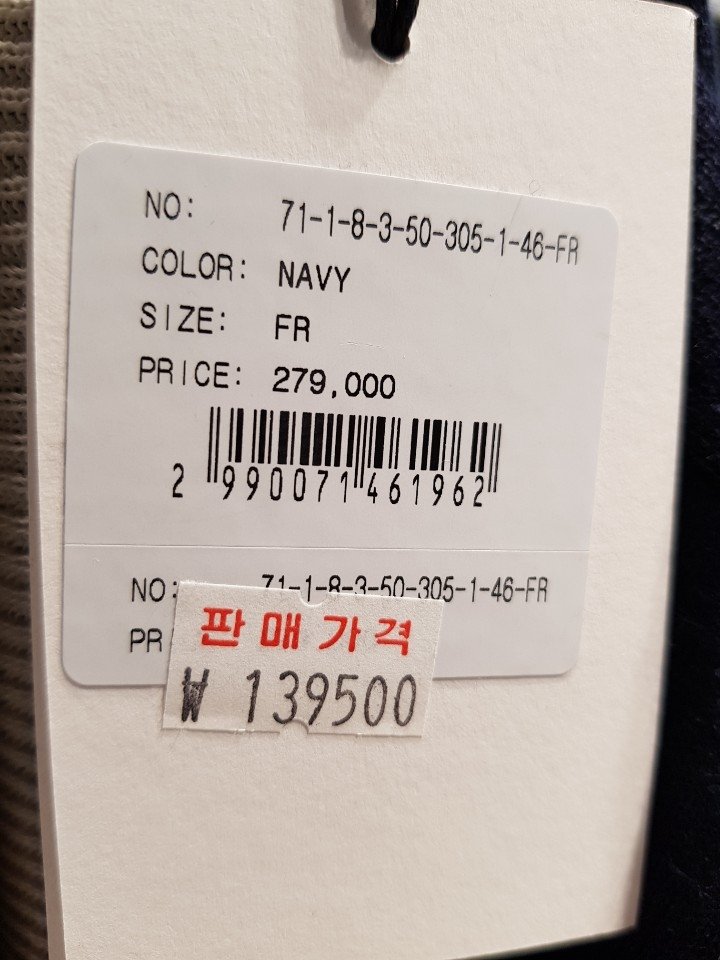 NO: 71-1-8-3-50-305-1-46-FR
COLOR: NAVY
SIZE: FR
PRICE: 279,000
2 990071 461962
NO: 71-1-8-3-50-305-1-46-FR
PR
판매가격
₩ 139500